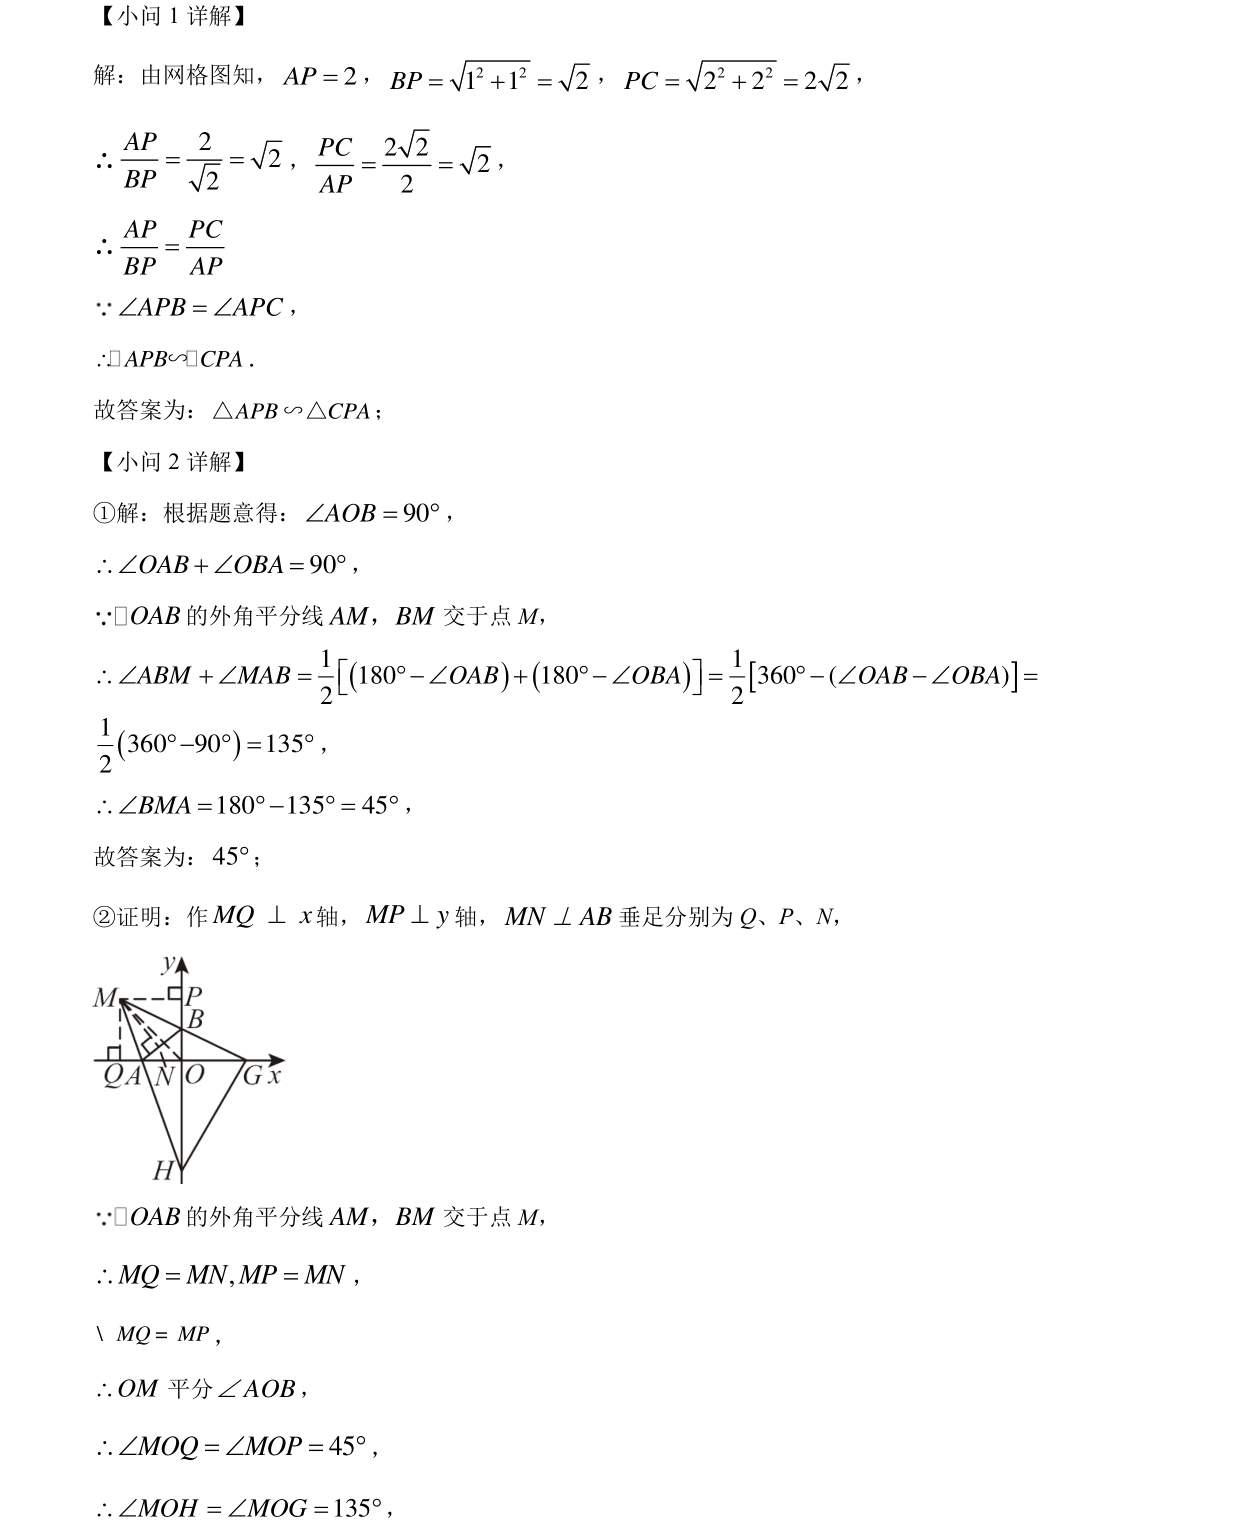 【小问 1 详解】
解：由网格图知， AP = 2 ， BP = √(1² + 1²) = √2 ， PC = √(2² + 2²) = 2√2 ，
∴ AP/BP = 2/√2 = √2 ， PC/AP = 2√2/2 = √2 ，
∴ AP/BP = PC/AP
∵ ∠APB = ∠APC ，
∴□APB∽□CPA .
故答案为： △APB∽△CPA ；
【小问 2 详解】
①解：根据题意得： ∠AOB = 90° ，
∴ ∠OAB + ∠OBA = 90° ，
∵□OAB 的外角平分线 AM，BM 交于点 M，
∴ ∠ABM + ∠MAB = 1/2[(180° − ∠OAB) + (180° − ∠OBA)] = 1/2[360° − (∠OAB − ∠OBA)] =
1/2(360° − 90°) = 135° ，
∴ ∠BMA = 180° − 135° = 45° ，
故答案为： 45° ；
②证明：作 MQ ⊥ x 轴， MP ⊥ y 轴， MN ⊥ AB 垂足分别为 Q、P、N，
y
M
P
B
Q A N O G x
H
∵□OAB 的外角平分线 AM，BM 交于点 M，
∴ MQ = MN, MP = MN ，
\ MQ = MP ，
∴ OM 平分 ∠AOB ，
∴ ∠MOQ = ∠MOP = 45° ，
∴ ∠MOH = ∠MOG = 135° ，